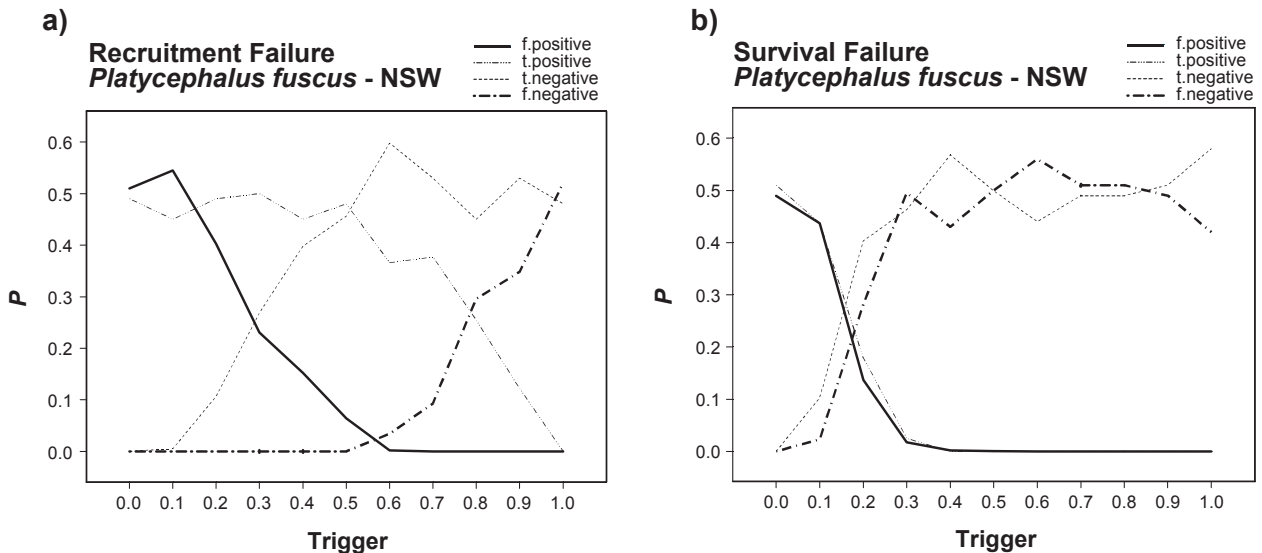 a)
Recruitment Failure
Platycephalus fuscus - NSW
f.positive
t.positive
t.negative
f.negative
P
0.6
0.5
0.4
0.3
0.2
0.1
0.0
0.0 0.1 0.2 0.3 0.4 0.5 0.6 0.7 0.8 0.9 1.0
Trigger
b)
Survival Failure
Platycephalus fuscus - NSW
f.positive
t.positive
t.negative
f.negative
P
0.6
0.5
0.4
0.3
0.2
0.1
0.0
0.0 0.1 0.2 0.3 0.4 0.5 0.6 0.7 0.8 0.9 1.0
Trigger